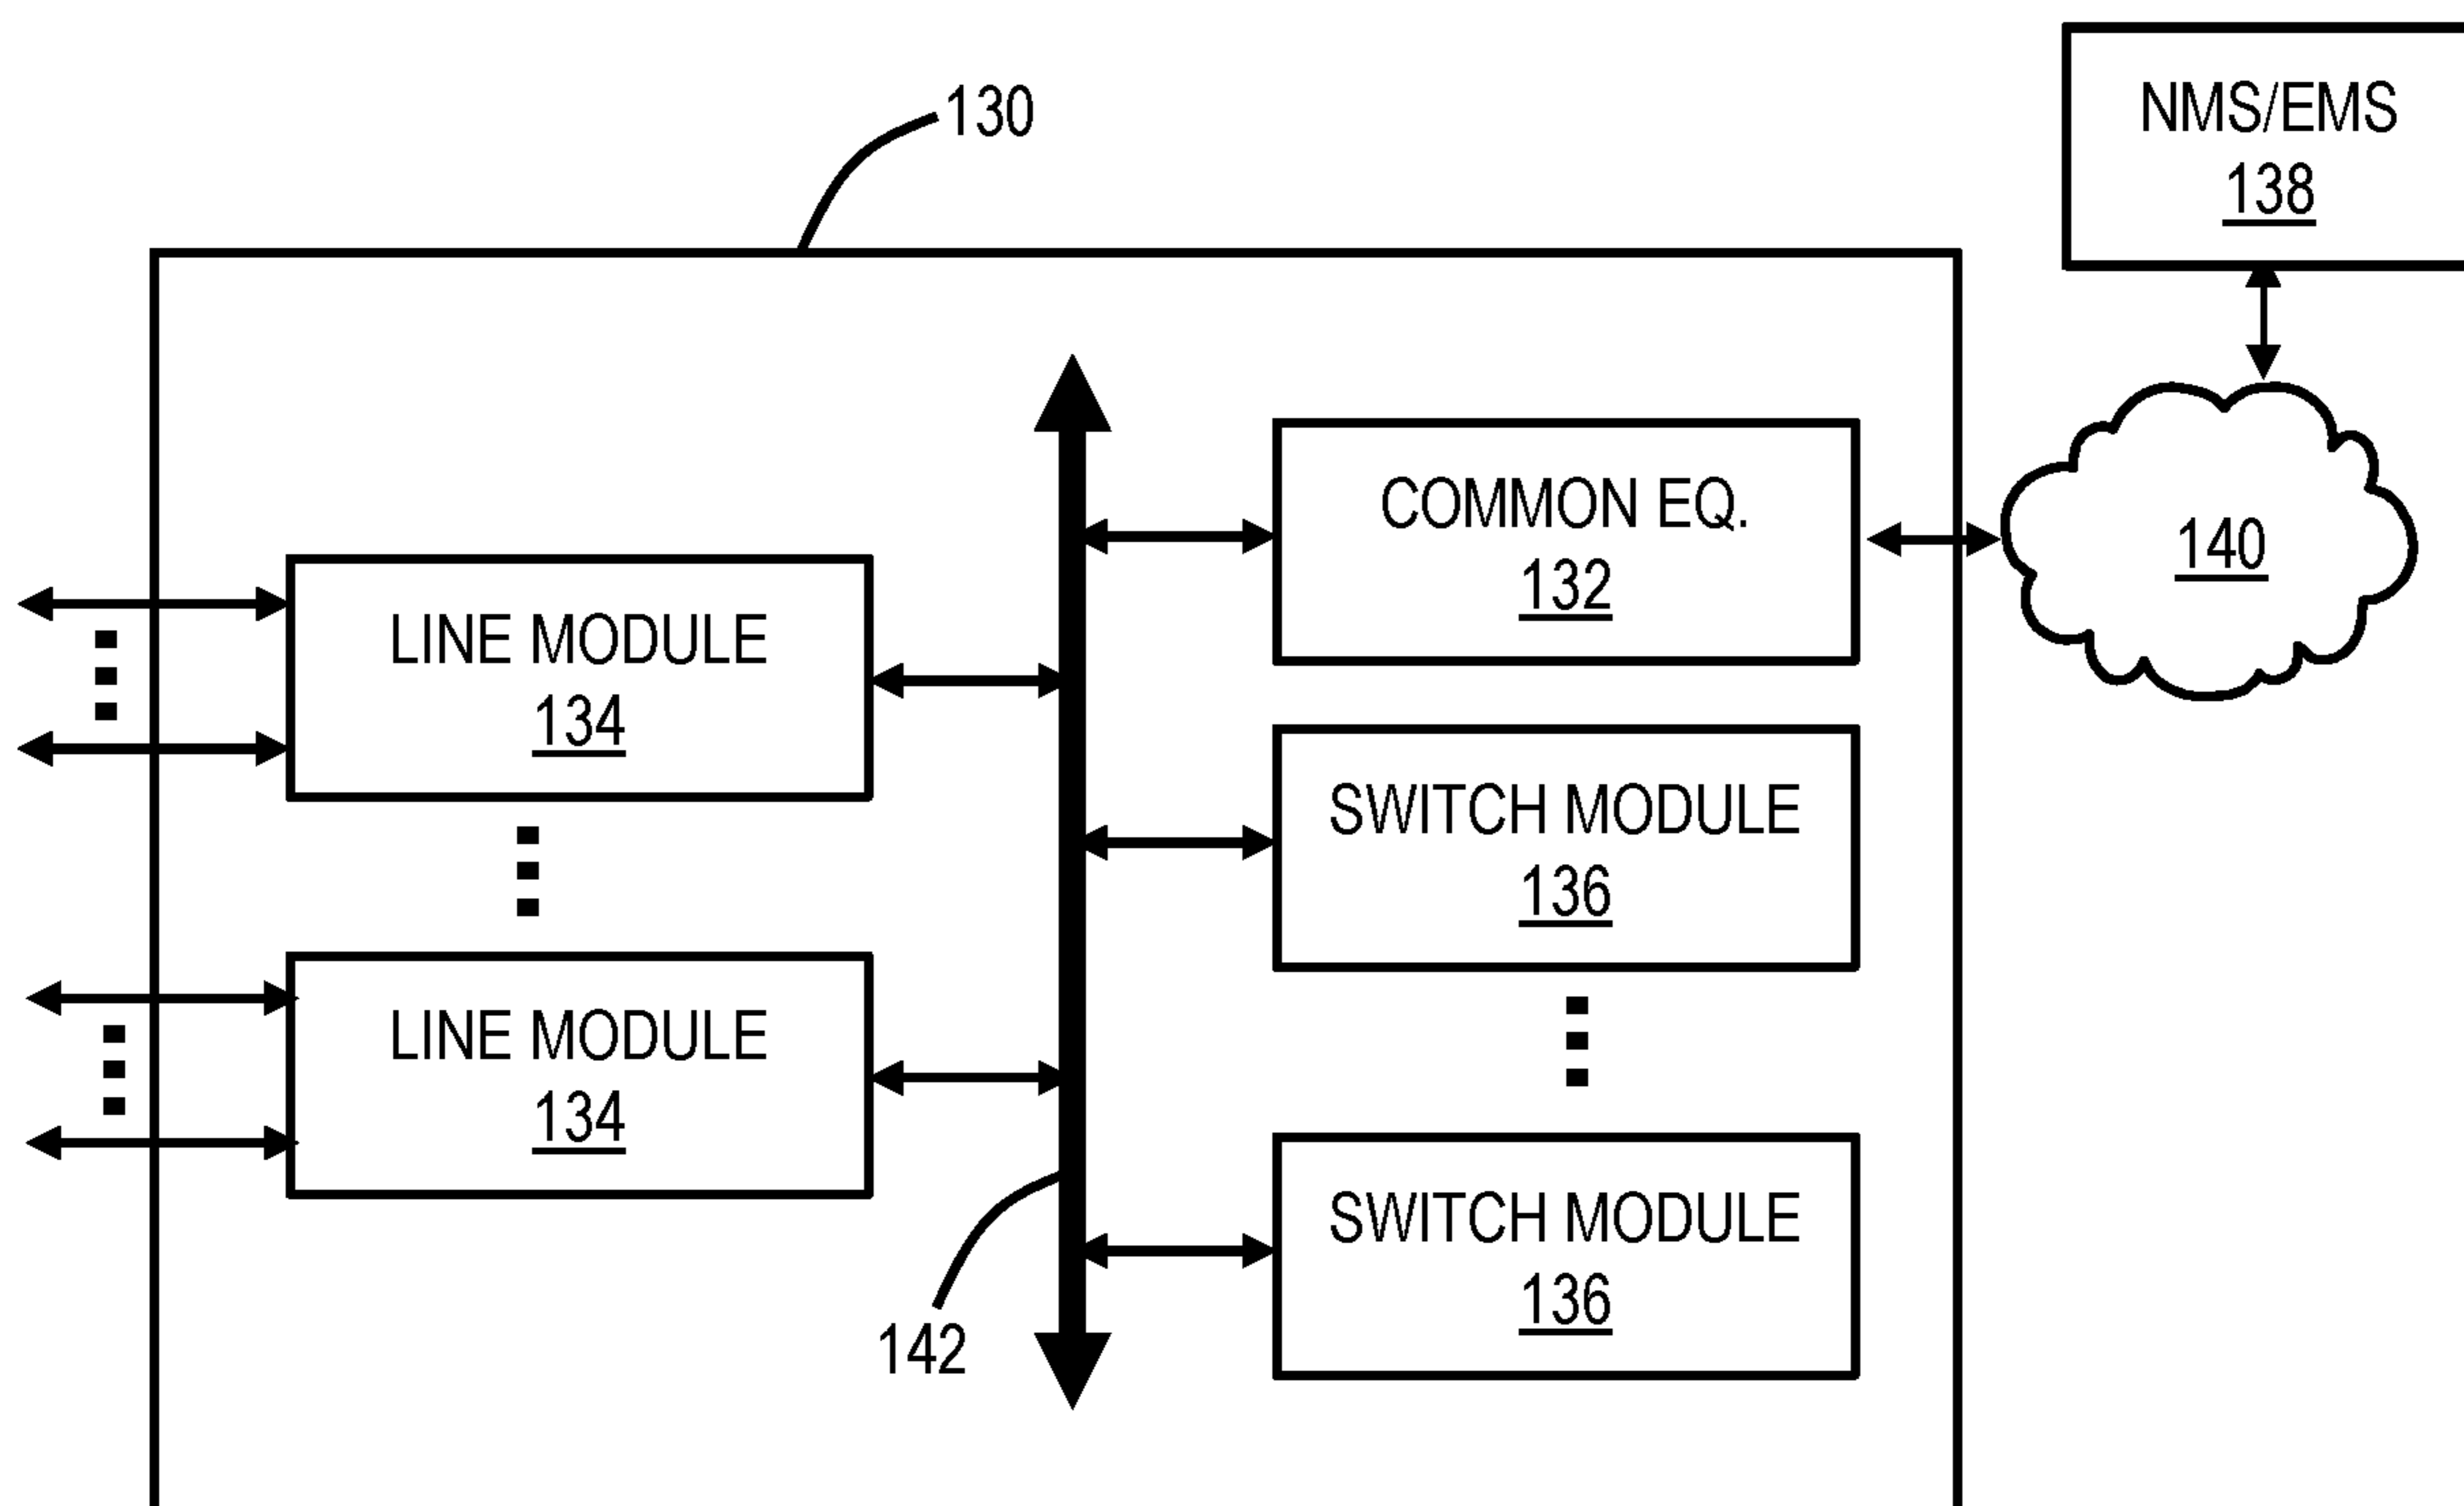 130
NMS/EMS
138
COMMON EQ.
132
140
LINE MODULE
134
SWITCH MODULE
136
LINE MODULE
134
SWITCH MODULE
136
142